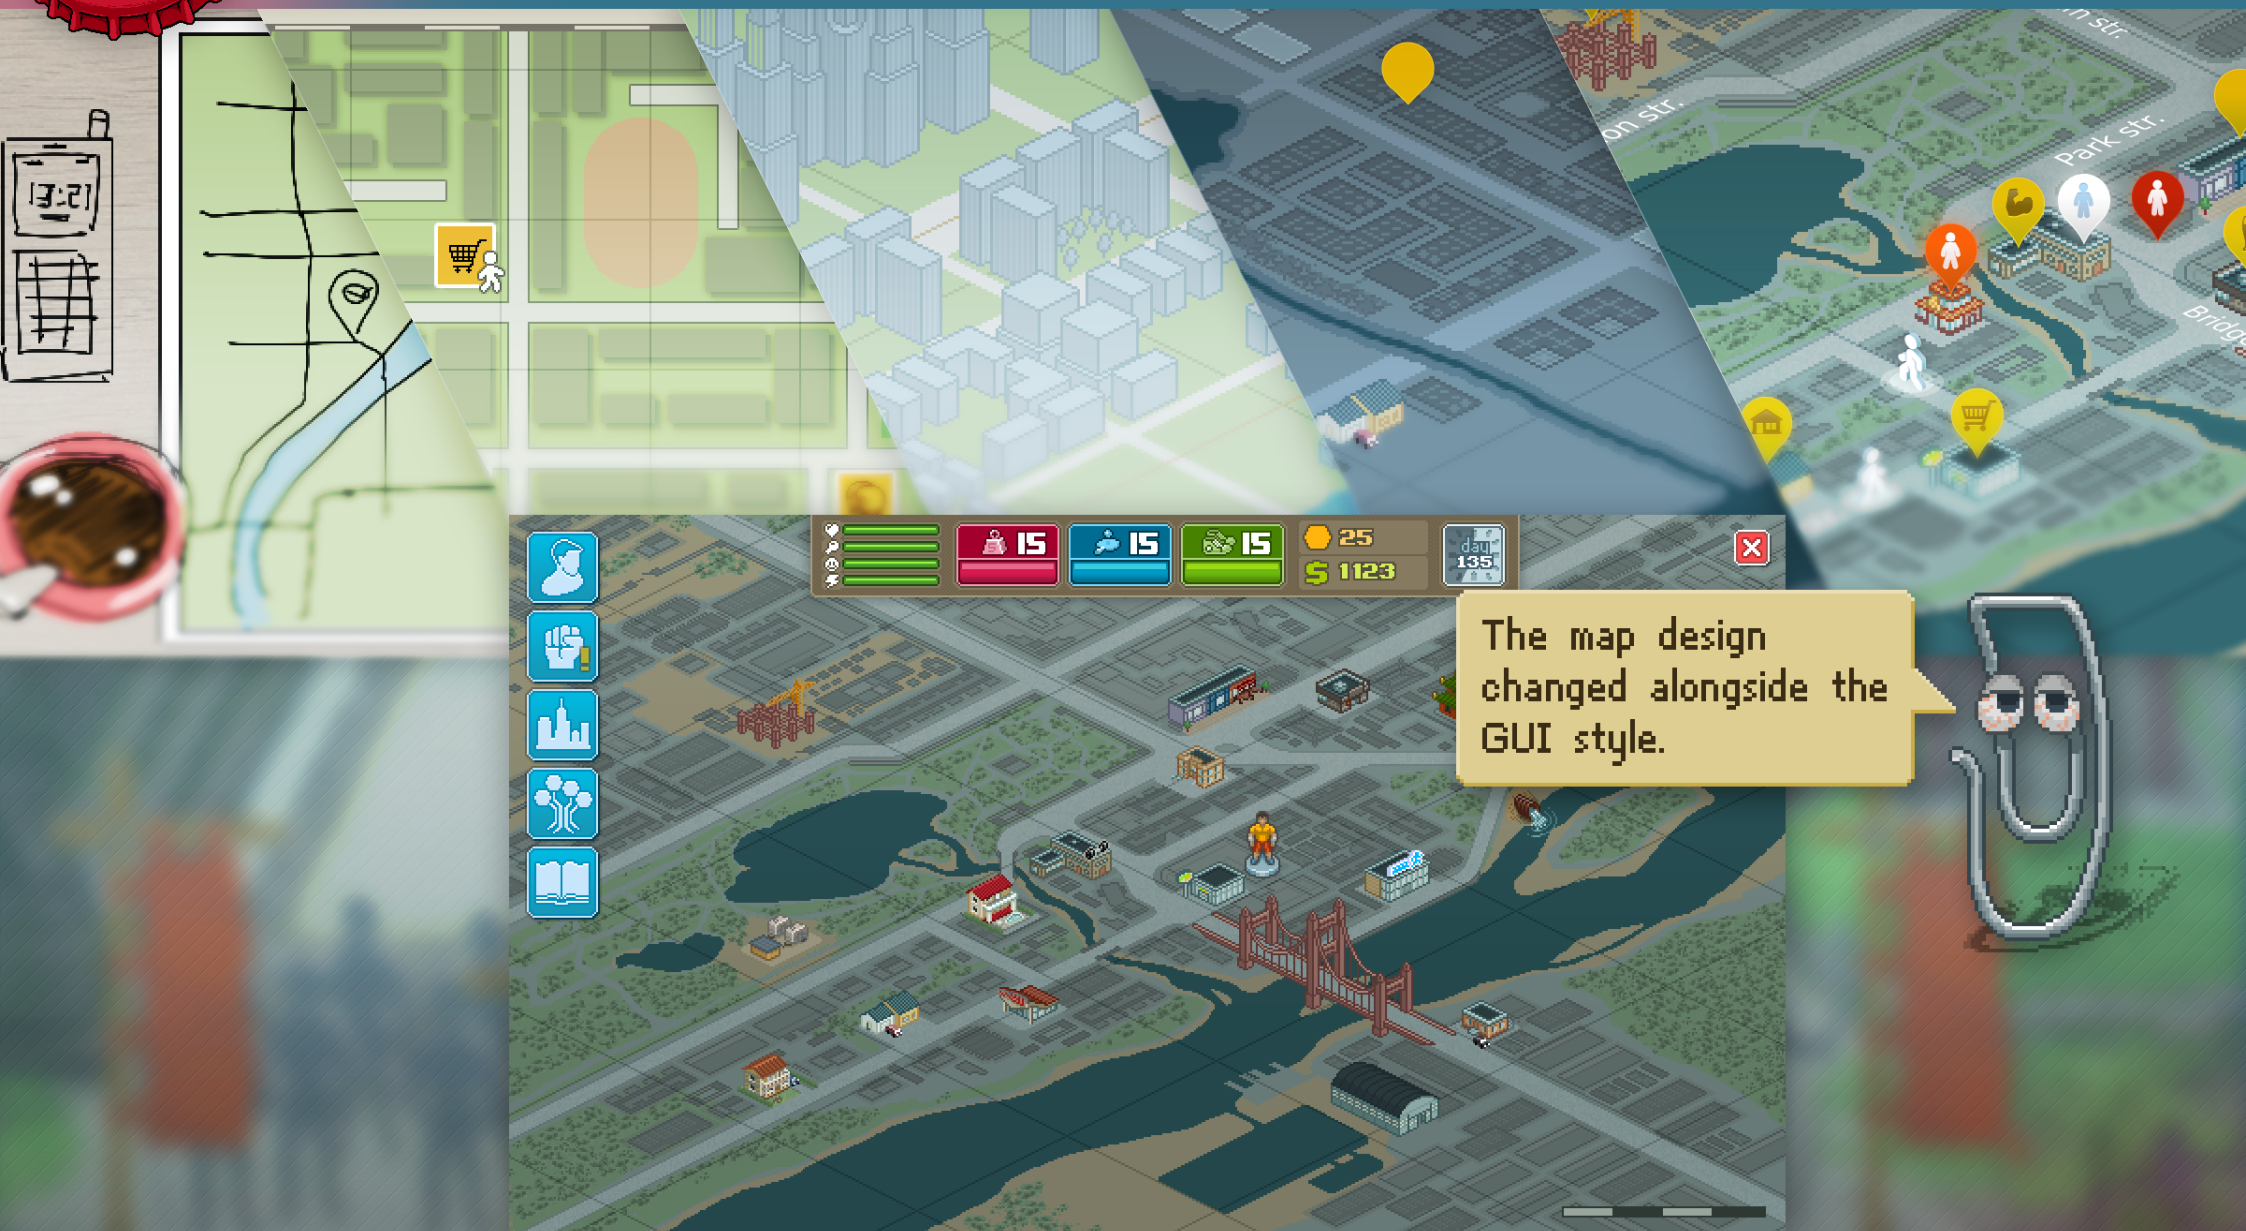 13:21
on str.
Park str.
15
15
15
25
$ 1123
day
135
The map design
changed alongside the
GUI style.